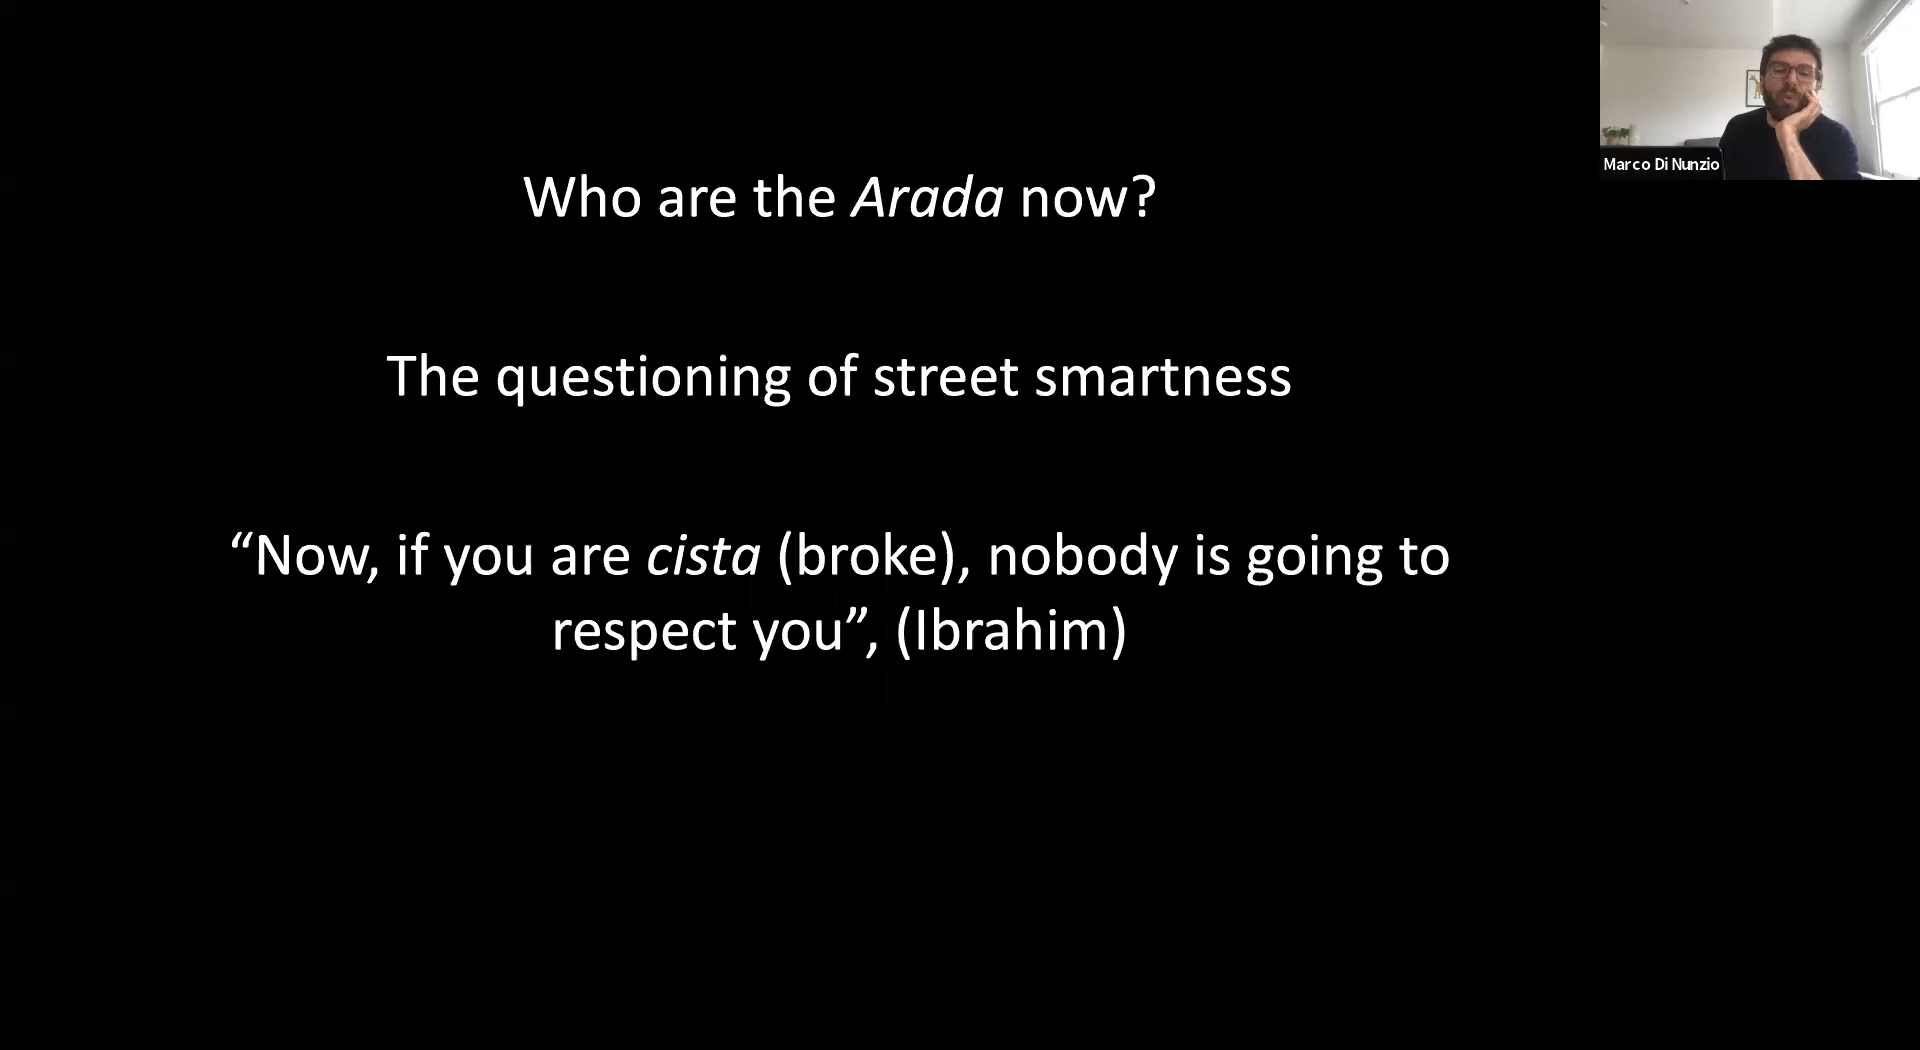 Who are the Arada now?
The questioning of street smartness
“Now, if you are cista (broke), nobody is going to
respect you”, (Ibrahim)
Marco Di Nunzio